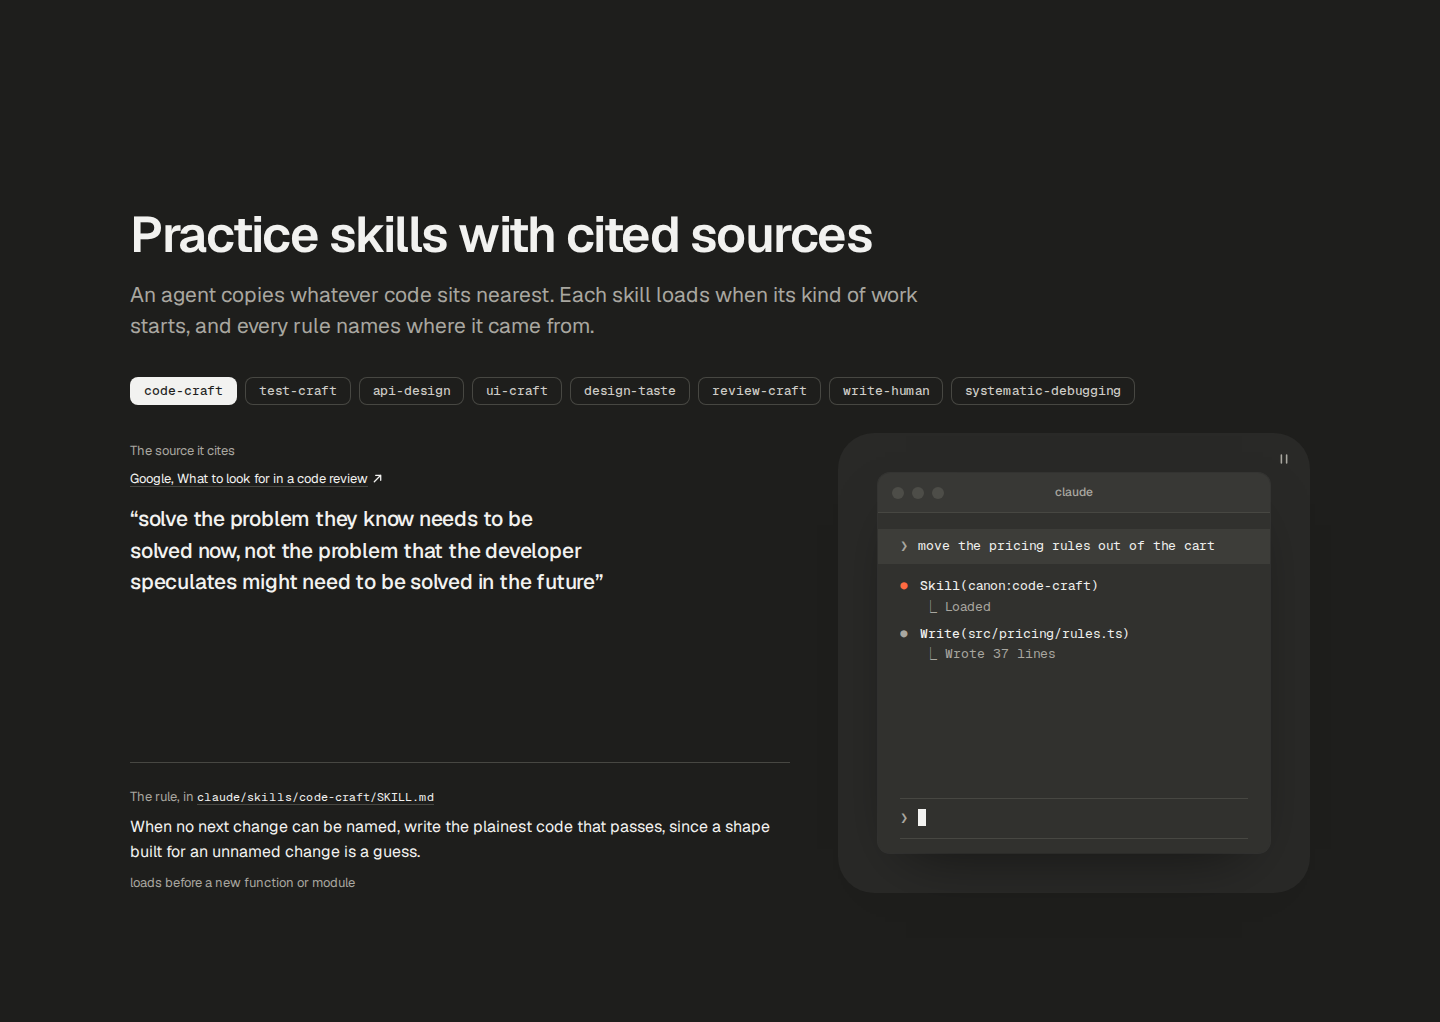 Practice skills with cited sources
An agent copies whatever code sits nearest. Each skill loads when its kind of work
starts, and every rule names where it came from.
code-craft test-craft api-design ui-craft design-taste review-craft write-human systematic-debugging
The source it cites
Google, What to look for in a code review ↗
“solve the problem they know needs to be
solved now, not the problem that the developer
speculates might need to be solved in the future”
The rule, in claude/skills/code-craft/SKILL.md
When no next change can be named, write the plainest code that passes, since a shape
built for an unnamed change is a guess.
loads before a new function or module
claude
❯ move the pricing rules out of the cart
● Skill(canon:code-craft)
⎿ Loaded
● Write(src/pricing/rules.ts)
⎿ Wrote 37 lines
❯